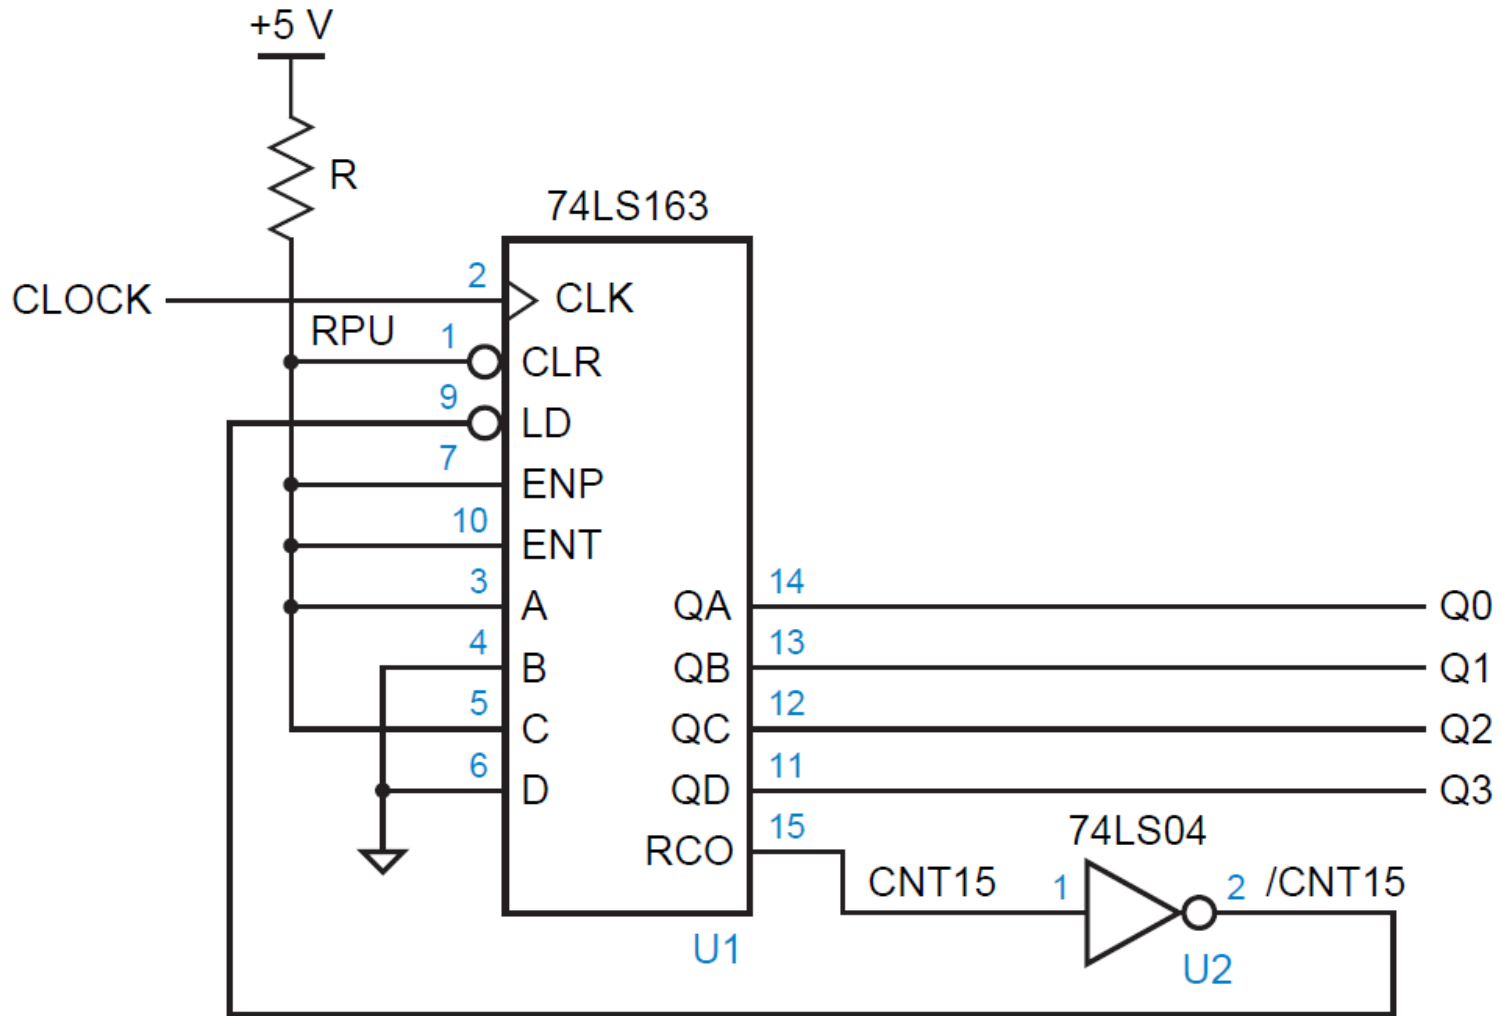 +5 V
R
74LS163
CLOCK
2
CLK
RPU
1
CLR
9
LD
7
ENP
10
ENT
3
A
QA
14
Q0
4
B
QB
13
Q1
5
C
QC
12
Q2
6
D
QD
11
Q3
RCO
15
74LS04
CNT15
1
2
/CNT15
U1
U2